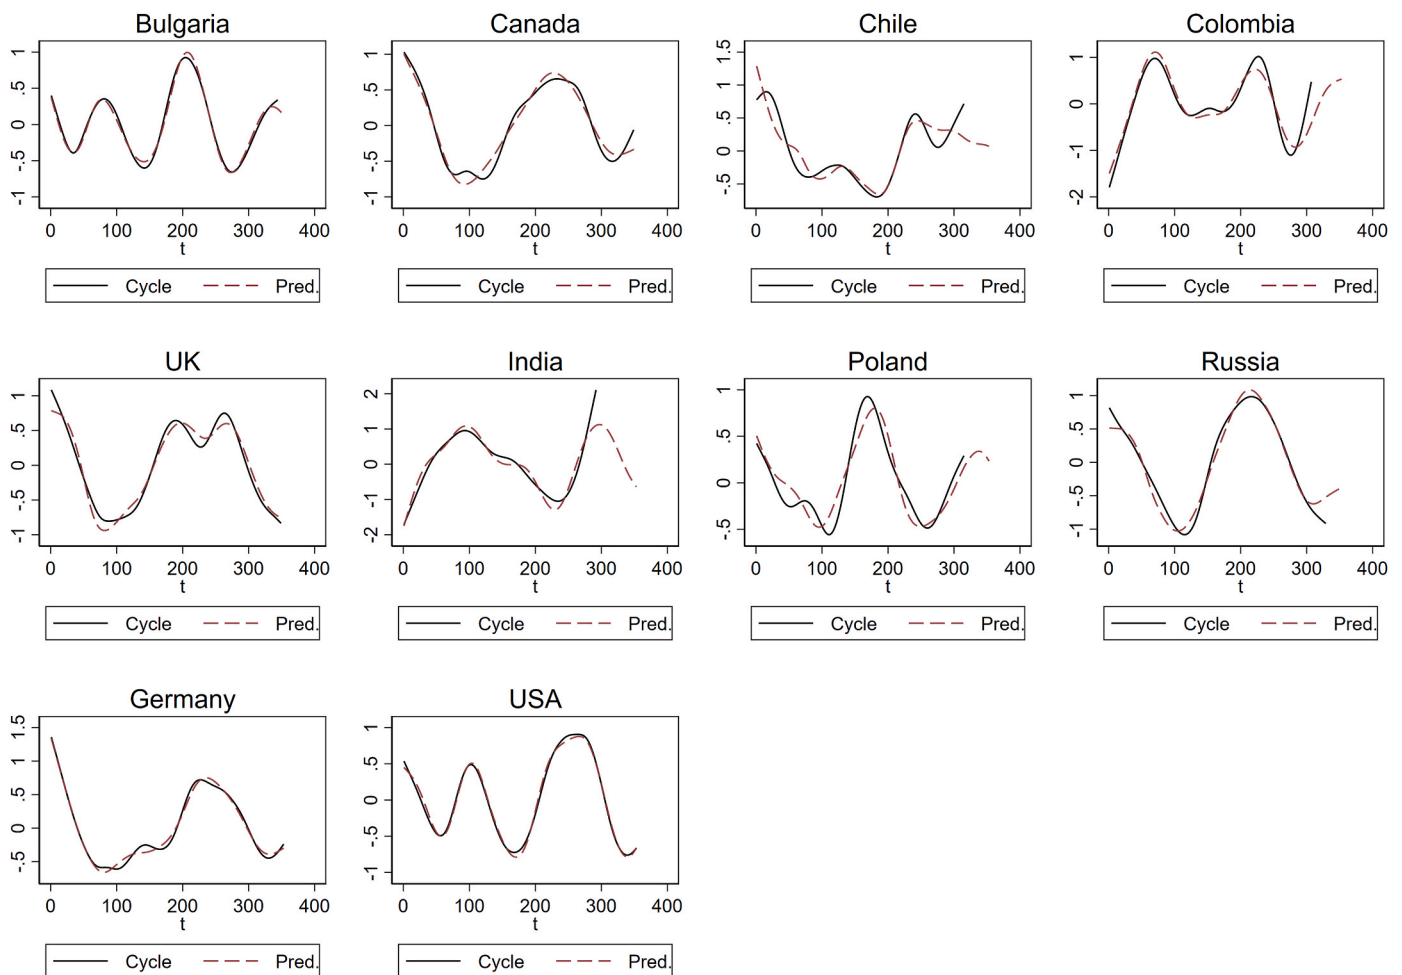 Bulgaria Canada Chile Colombia
1 .5 0 -.5 -1
1 .5 0 -.5 -1
1.5 1 .5 0 -.5
1 0 -1 -2
0 100 200 300 400 0 100 200 300 400 0 100 200 300 400 0 100 200 300 400
t t t t
Cycle Pred. Cycle Pred. Cycle Pred. Cycle Pred.
UK India Poland Russia
1 .5 0 -.5 -1
2 1 0 -1 -2
1 .5 0 -.5
1 .5 0 -.5 -1
0 100 200 300 400 0 100 200 300 400 0 100 200 300 400 0 100 200 300 400
t t t t
Cycle Pred. Cycle Pred. Cycle Pred. Cycle Pred.
Germany USA
1.5 1 .5 0 -.5
1 .5 0 -.5 -1
0 100 200 300 400 0 100 200 300 400
t t
Cycle Pred. Cycle Pred.